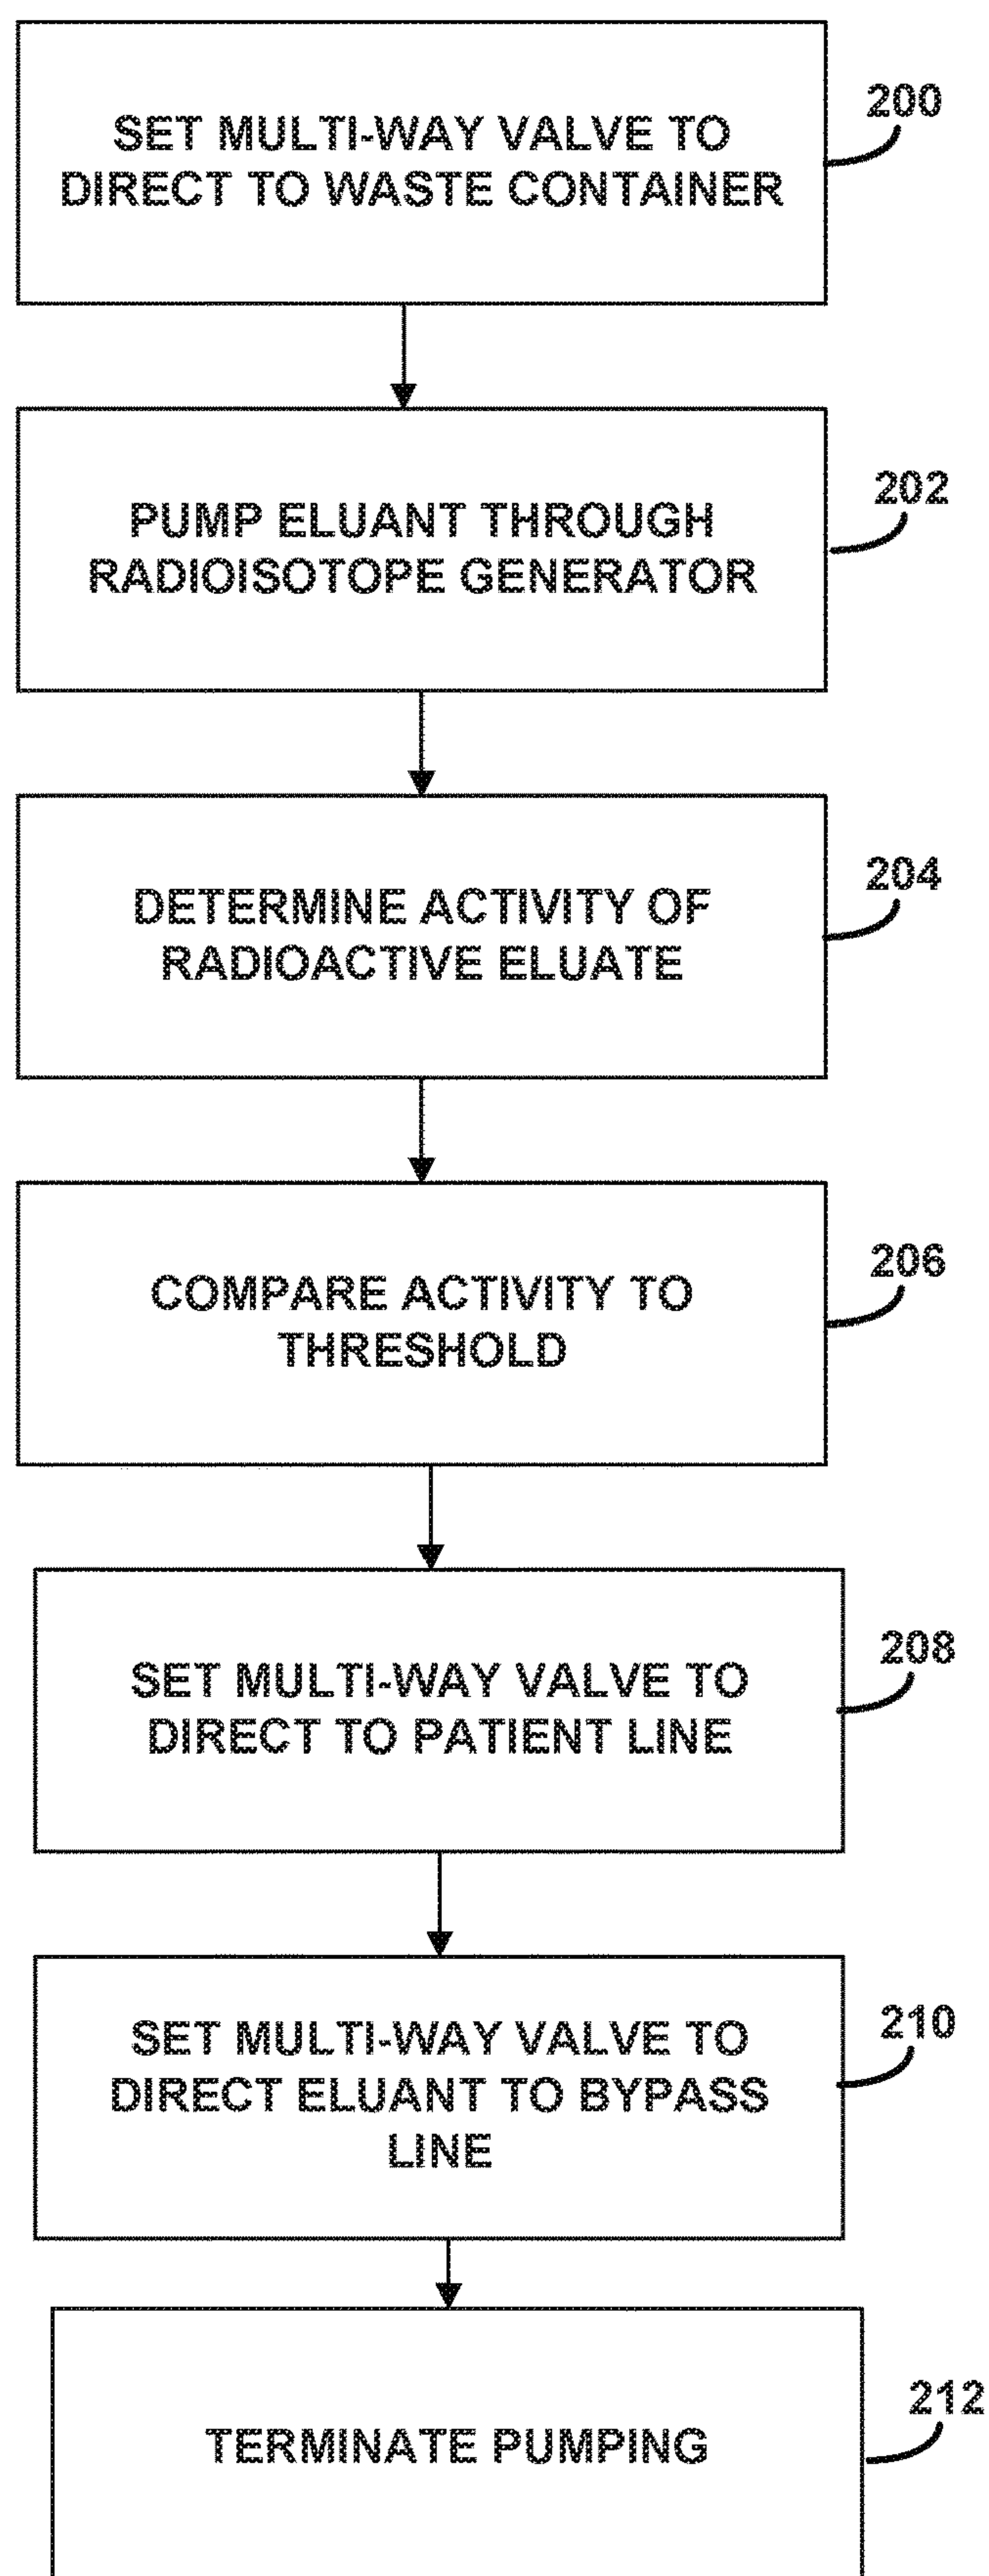 SET MULTI-WAY VALVE TO
DIRECT TO WASTE CONTAINER
200
PUMP ELUANT THROUGH
RADIOISOTOPE GENERATOR
202
DETERMINE ACTIVITY OF
RADIOACTIVE ELUATE
204
COMPARE ACTIVITY TO
THRESHOLD
206
SET MULTI-WAY VALVE TO
DIRECT TO PATIENT LINE
208
SET MULTI-WAY VALVE TO
DIRECT ELUANT TO BYPASS
LINE
210
TERMINATE PUMPING
212